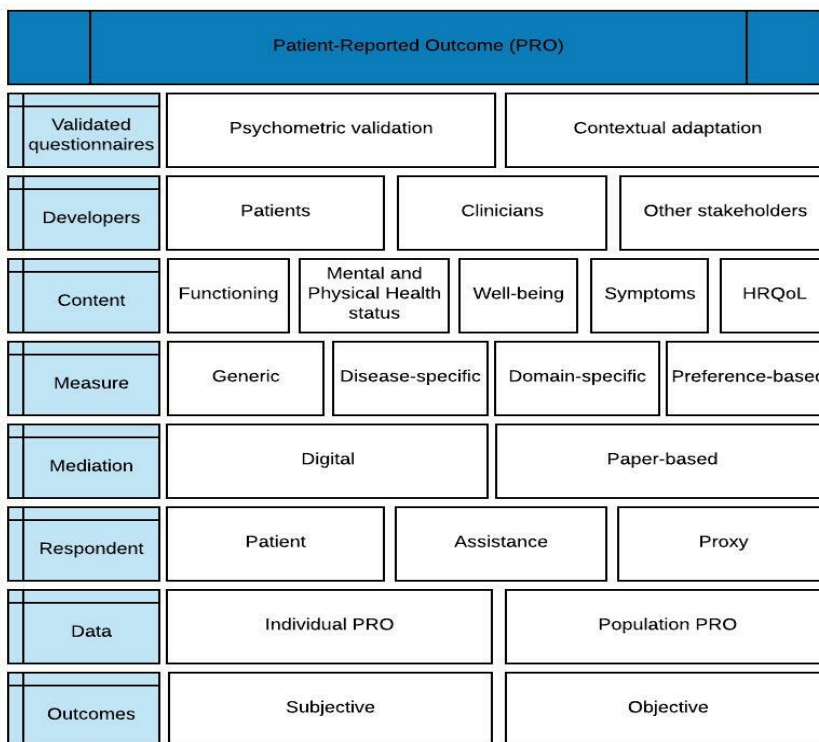 Patient-Reported Outcome (PRO)
Validated
questionnaires
Psychometric validation
Contextual adaptation
Developers
Patients
Clinicians
Other stakeholders
Content
Functioning
Mental and
Physical Health
status
Well-being
Symptoms
HRQoL
Measure
Generic
Disease-specific
Domain-specific
Preference-based
Mediation
Digital
Paper-based
Respondent
Patient
Assistance
Proxy
Data
Individual PRO
Population PRO
Outcomes
Subjective
Objective